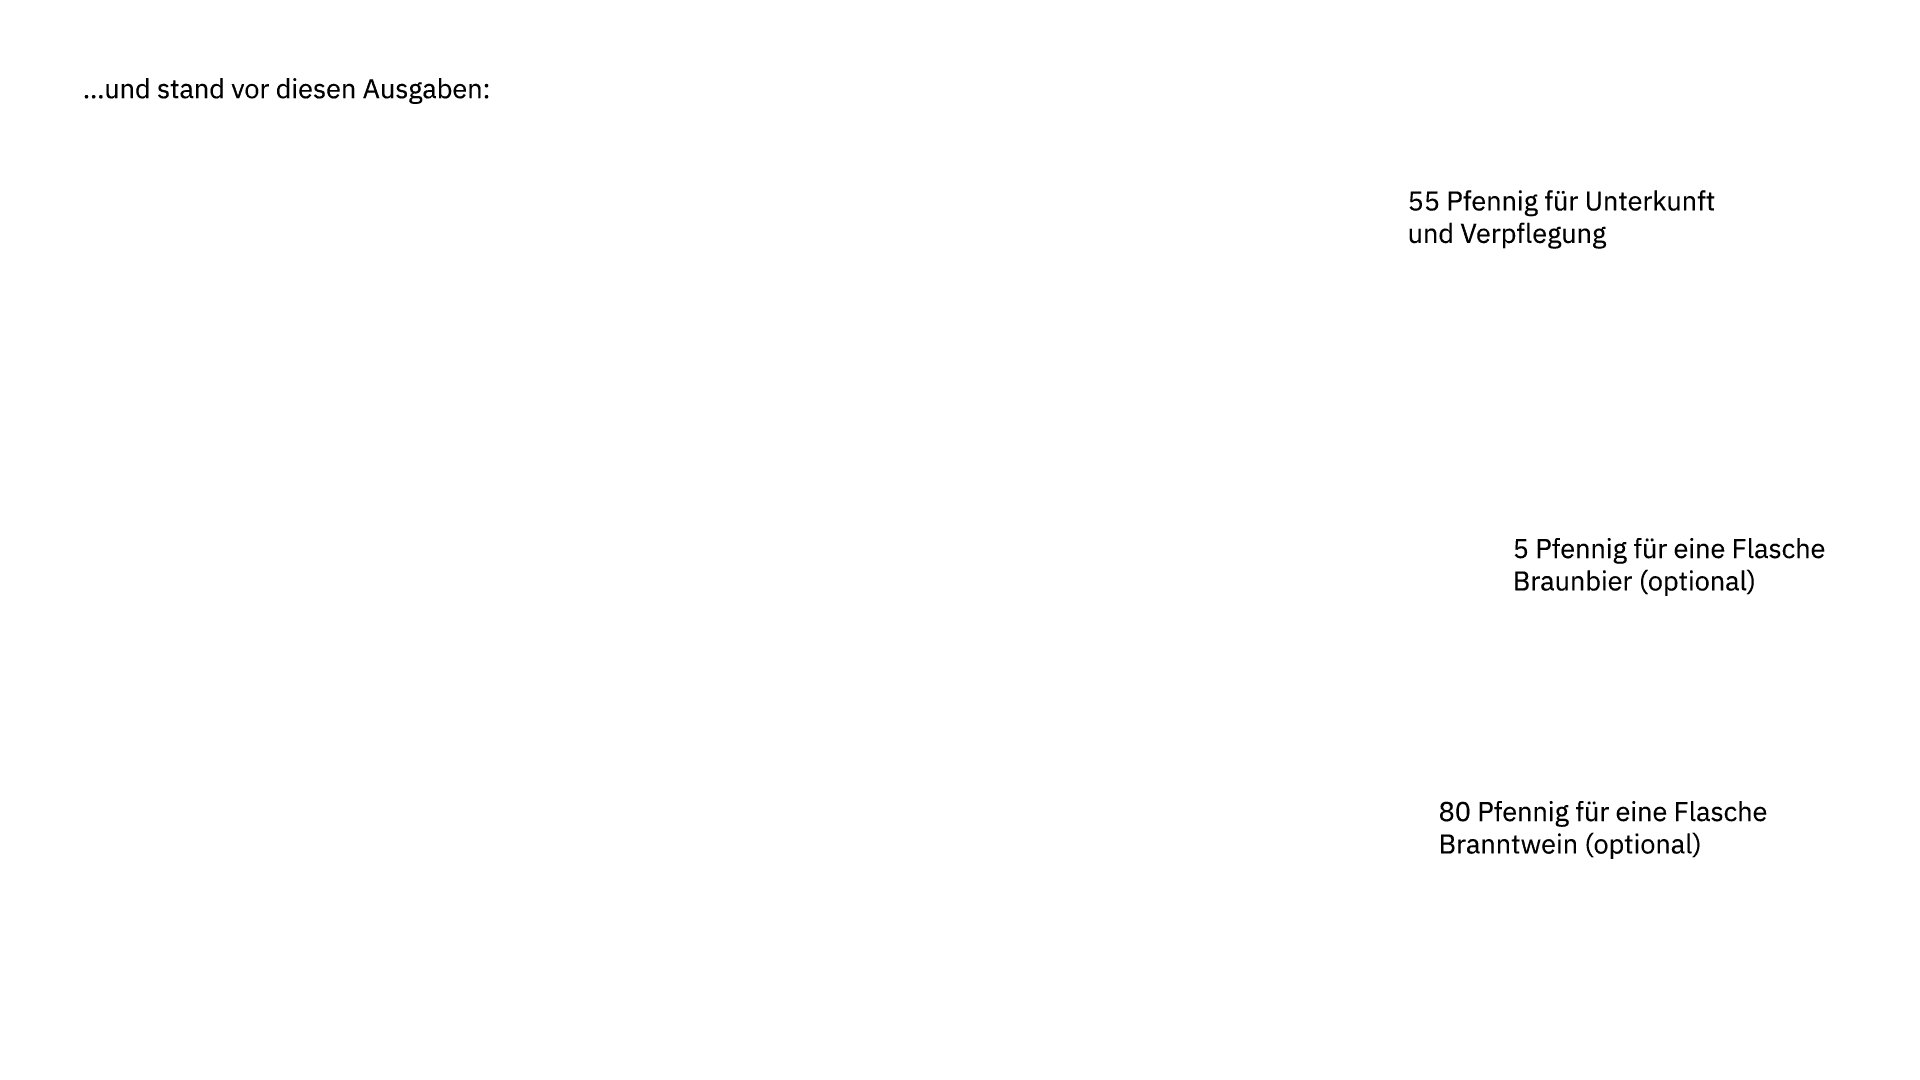 ...und stand vor diesen Ausgaben:
55 Pfennig für Unterkunft
und Verpflegung
5 Pfennig für eine Flasche
Braunbier (optional)
80 Pfennig für eine Flasche
Branntwein (optional)